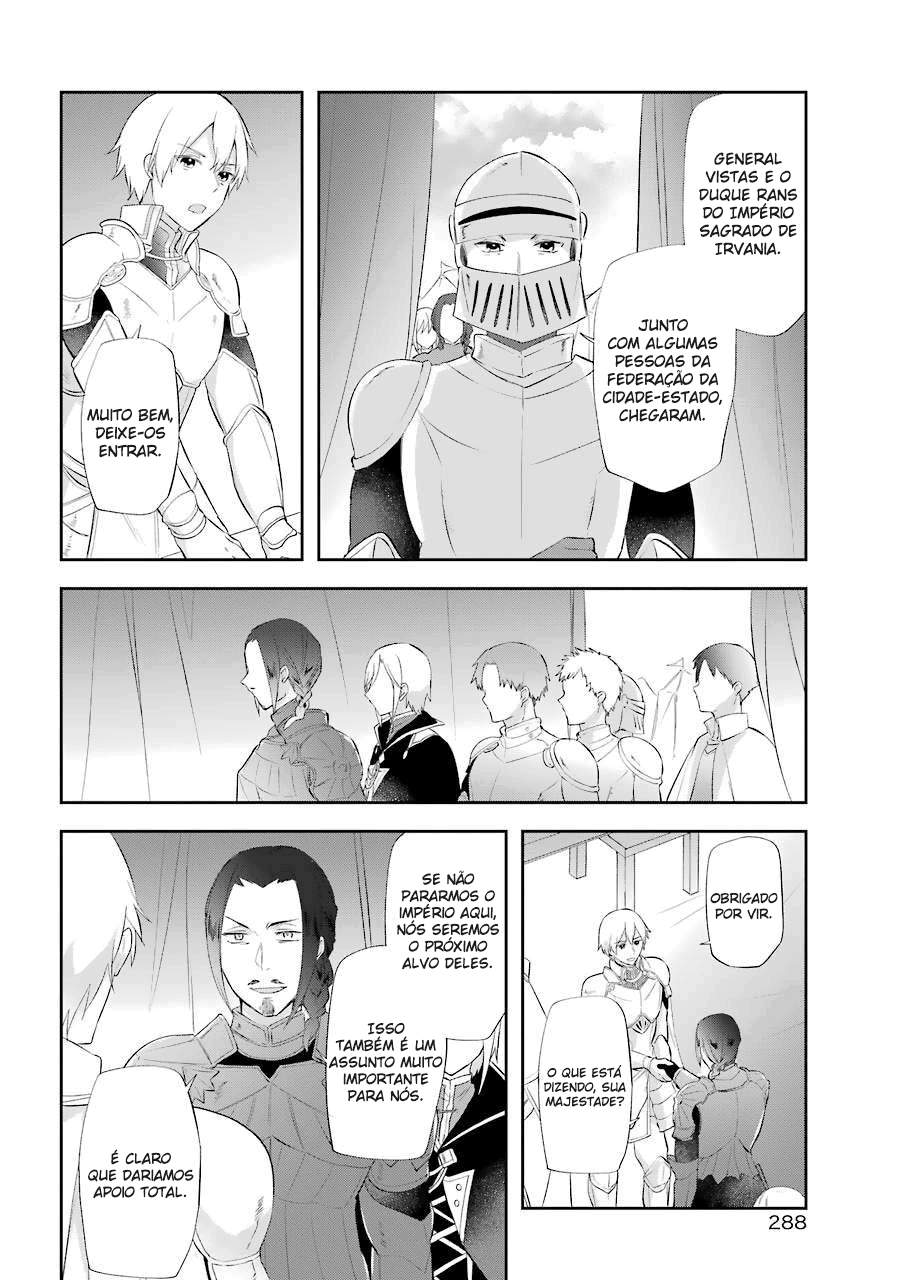 GENERAL
VISTAS E O
DUQUE RANS
DO IMPÉRIO
SAGRADO DE
IRVANIA.
JUNTO
COM ALGUMAS
PESSOAS DA
FEDERAÇÃO DA
CIDADE-ESTADO,
CHEGARAM.
MUITO BEM,
DEIXE-OS
ENTRAR.
OBRIGADO
POR VIR.
O QUE ESTÁ
DIZENDO, SUA
MAJESTADE?
SE NÃO
PARARMOS O
IMPÉRIO AQUI,
NÓS SEREMOS
O PRÓXIMO
ALVO DELES.
ISSO
TAMBÉM É UM
ASSUNTO MUITO
IMPORTANTE
PARA NÓS.
É CLARO
QUE DARIAMOS
APOIO TOTAL.
288